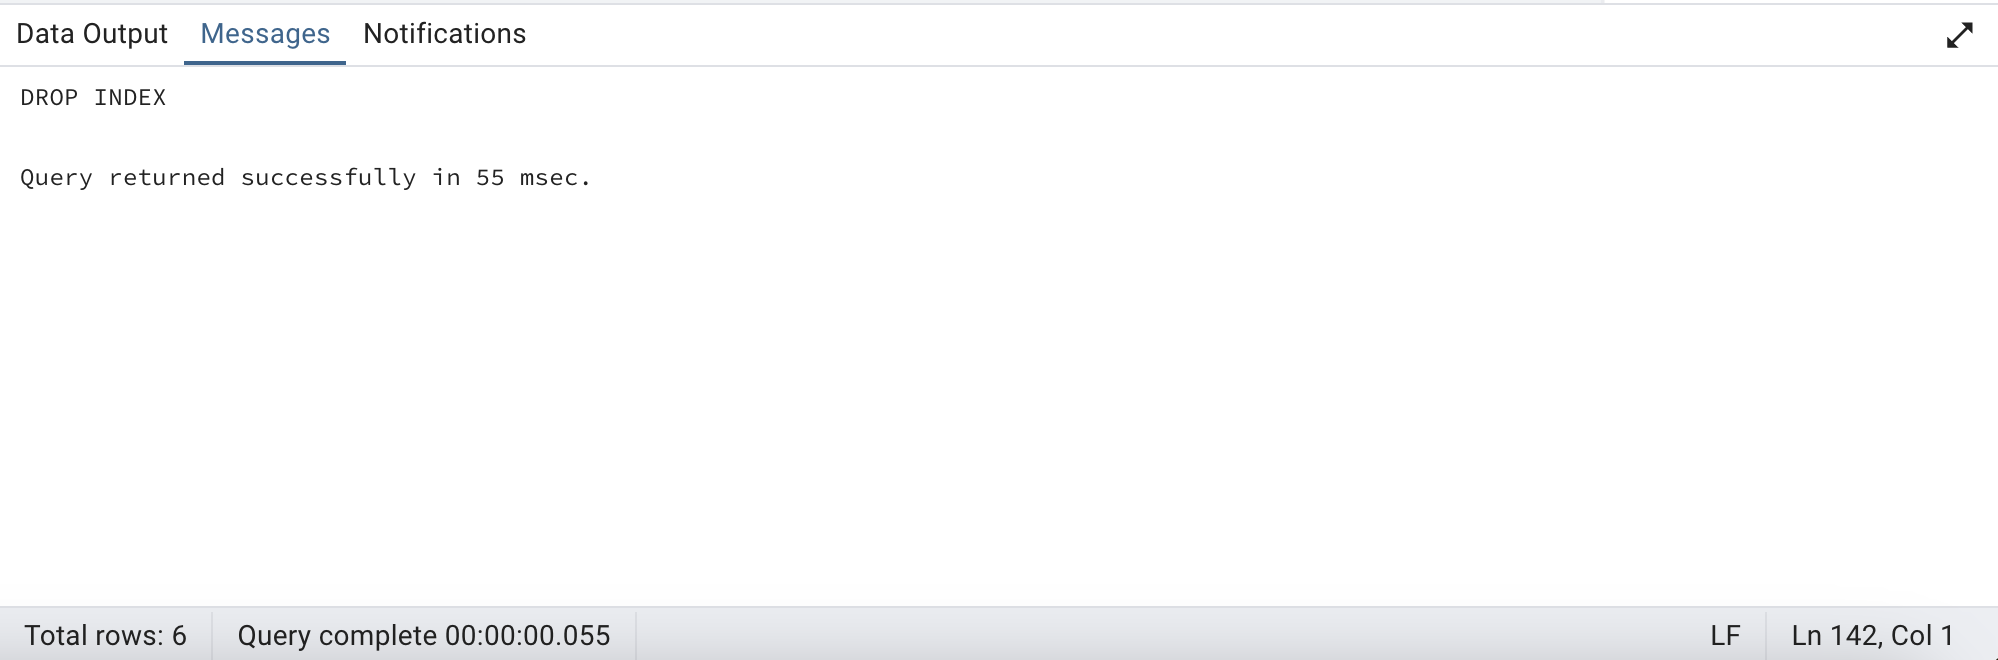 Data Output Messages Notifications
DROP INDEX
Query returned successfully in 55 msec.
Total rows: 6 Query complete 00:00:00.055 LF Ln 142, Col 1